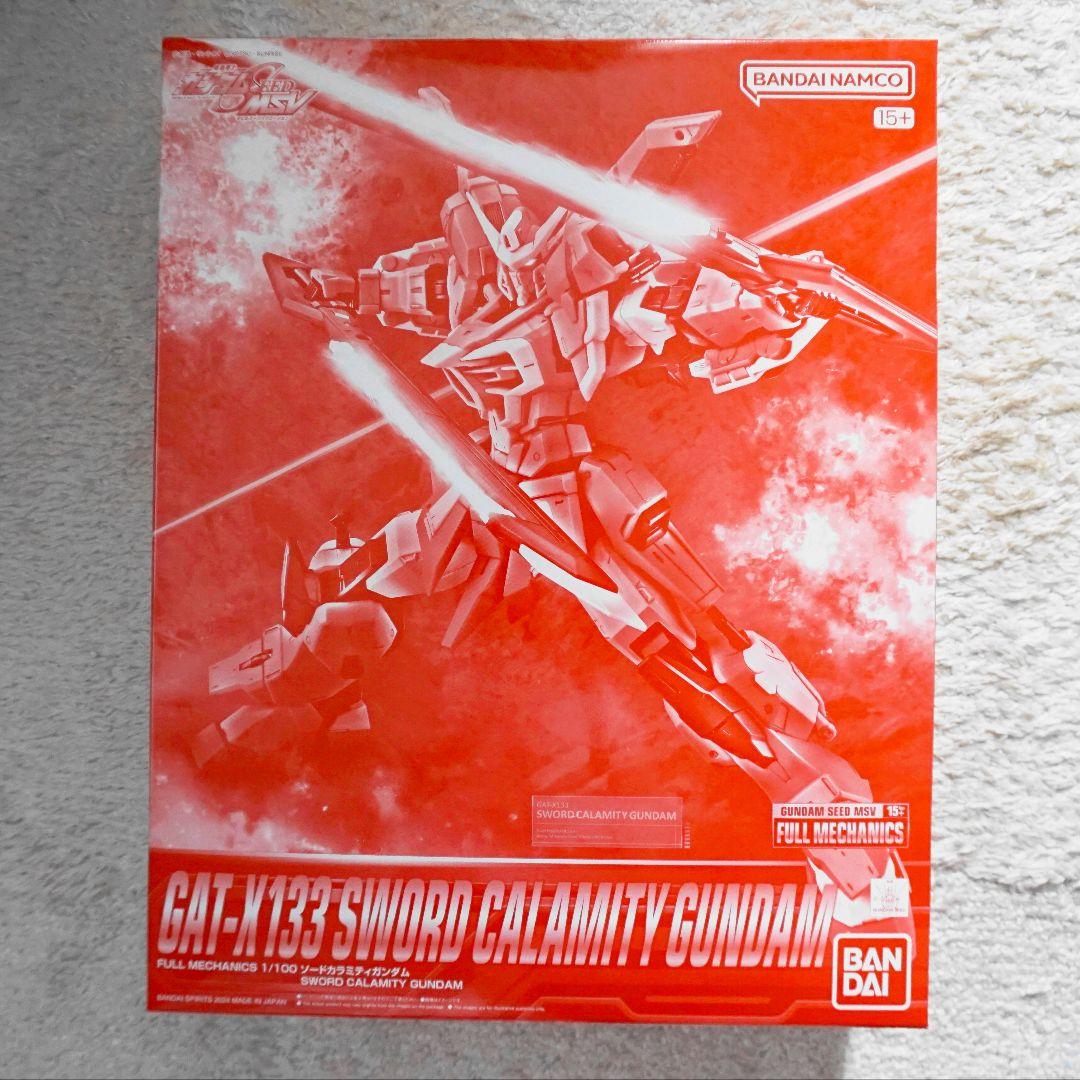 SEED
MSV
BANDAI NAMCO
15+
GAT-X133
SWORD CALAMITY GUNDAM
GUNDAM SEED MSV 15+
FULL MECHANICS
GAT-X133 SWORD CALAMITY GUNDAM
FULL MECHANICS 1/100 ソードカラミティガンダム
SWORD CALAMITY GUNDAM
BANDAI SPIRITS 2024 MADE IN JAPAN
BAN
DAI